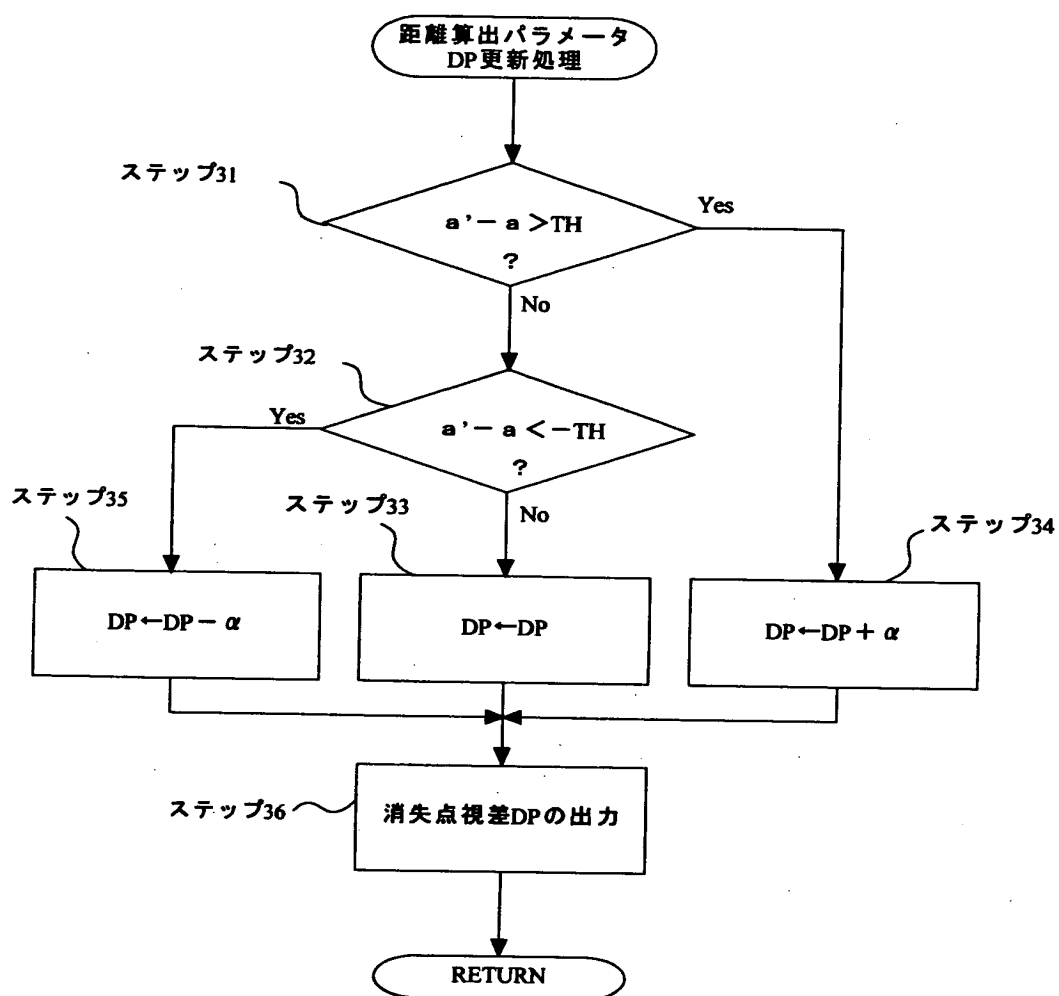 距離算出パラメータ
DP更新処理
ステップ31
a'－a＞TH
?
Yes
No
ステップ32
a'－a＜－TH
?
Yes
No
ステップ35
ステップ33
ステップ34
DP←DP－α
DP←DP
DP←DP＋α
ステップ36
消失点視差DPの出力
RETURN